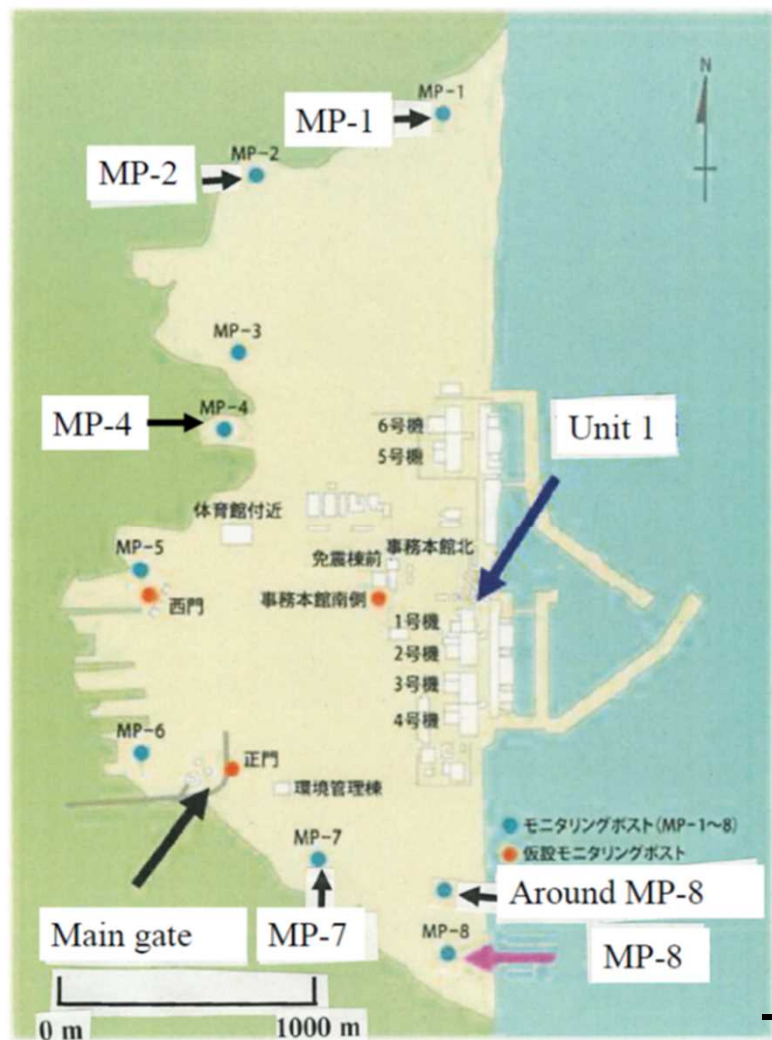 MP-1
MP-1
N
MP-2
MP-2
MP-3
MP-4
MP-4
Unit 1
6号機
5号機
体育館付近
事務本館北
免震棟前
MP-5
西門
事務本館南側
1号機
2号機
3号機
4号機
MP-6
正門
環境管理棟
モニタリングポスト(MP-1~8)
仮設モニタリングポスト
MP-7
Around MP-8
Main gate
MP-7
MP-8
MP-8
0 m
1000 m